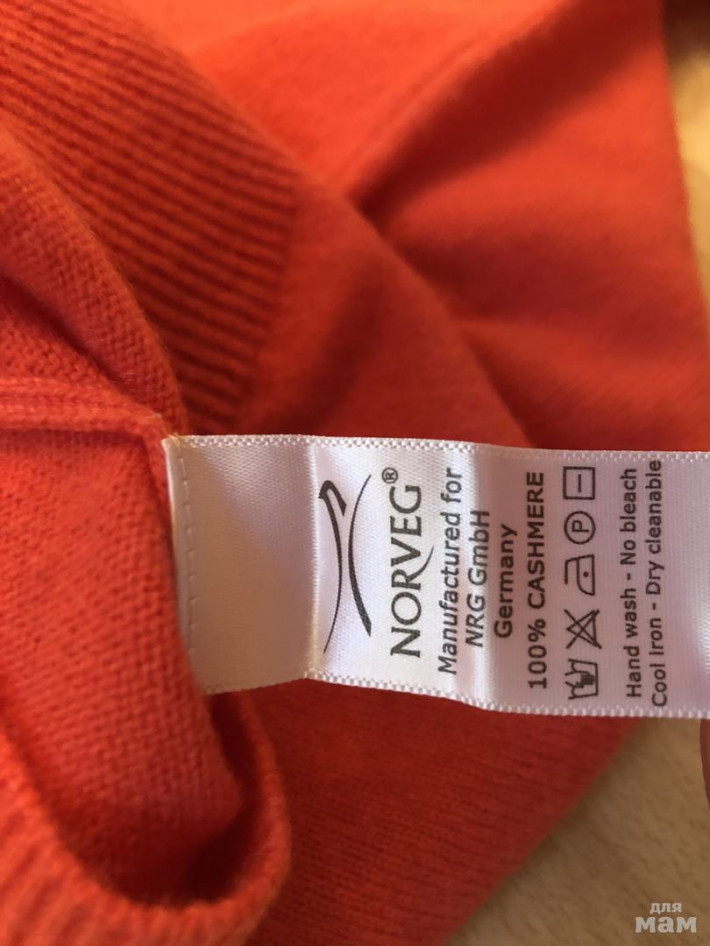 NORVEG®
Manufactured for
NRG GmbH
Germany
100% CASHMERE
P
Hand wash - No bleach
Cool iron - Dry cleanable
для
мам